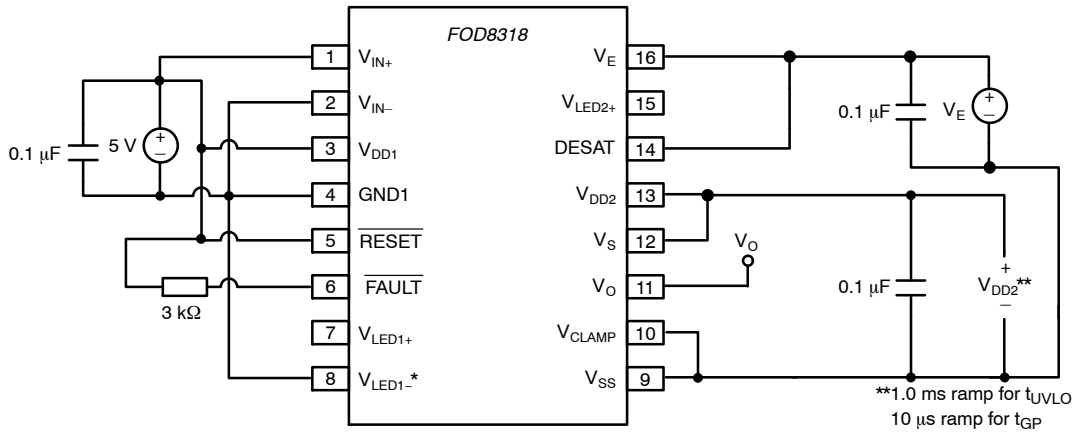 FOD8318
1 V_IN+
2 V_IN−
3 V_DD1
4 GND1
5 RESET
6 FAULT
7 V_LED1+
8 V_LED1−*
V_E 16
V_LED2+ 15
DESAT 14
V_DD2 13
V_S 12
V_O 11
V_CLAMP 10
V_SS 9
0.1 μF
5 V
+
−
3 kΩ
0.1 μF
V_E
+
−
V_O
0.1 μF
+
V_DD2**
−
**1.0 ms ramp for t_UVLO
10 μs ramp for t_GP